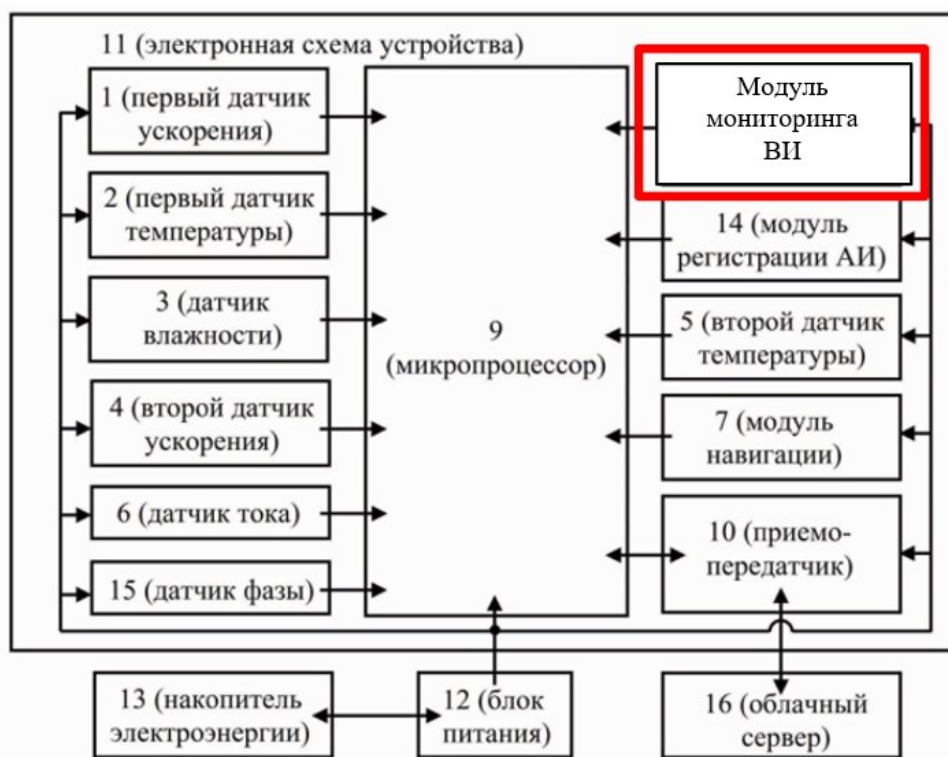 11 (электронная схема устройства)
1 (первый датчик
ускорения)
2 (первый датчик
температуры)
3 (датчик
влажности)
4 (второй датчик
ускорения)
6 (датчик тока)
15 (датчик фазы)
9
(микропроцессор)
Модуль
мониторинга
ВИ
14 (модуль
регистрации АИ)
5 (второй датчик
температуры)
7 (модуль
навигации)
10 (приемо-
передатчик)
13 (накопитель
электроэнергии)
12 (блок
питания)
16 (облачный
сервер)